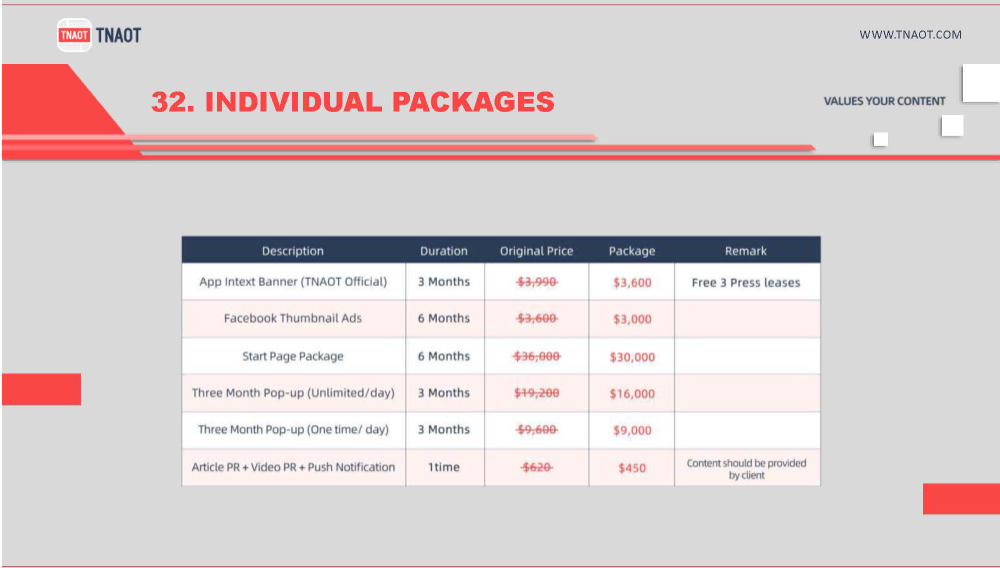 TNAOT TNAOT
WWW.TNAOT.COM
32. INDIVIDUAL PACKAGES
VALUES YOUR CONTENT
Description Duration Original Price Package Remark
App Intext Banner (TNAOT Official) 3 Months $3,990 $3,600 Free 3 Press leases
Facebook Thumbnail Ads 6 Months $3,600 $3,000
Start Page Package 6 Months $36,000 $30,000
Three Month Pop-up (Unlimited/day) 3 Months $19,200 $16,000
Three Month Pop-up (One time/ day) 3 Months $9,600 $9,000
Article PR + Video PR + Push Notification 1time $620 $450 Content should be provided
by client